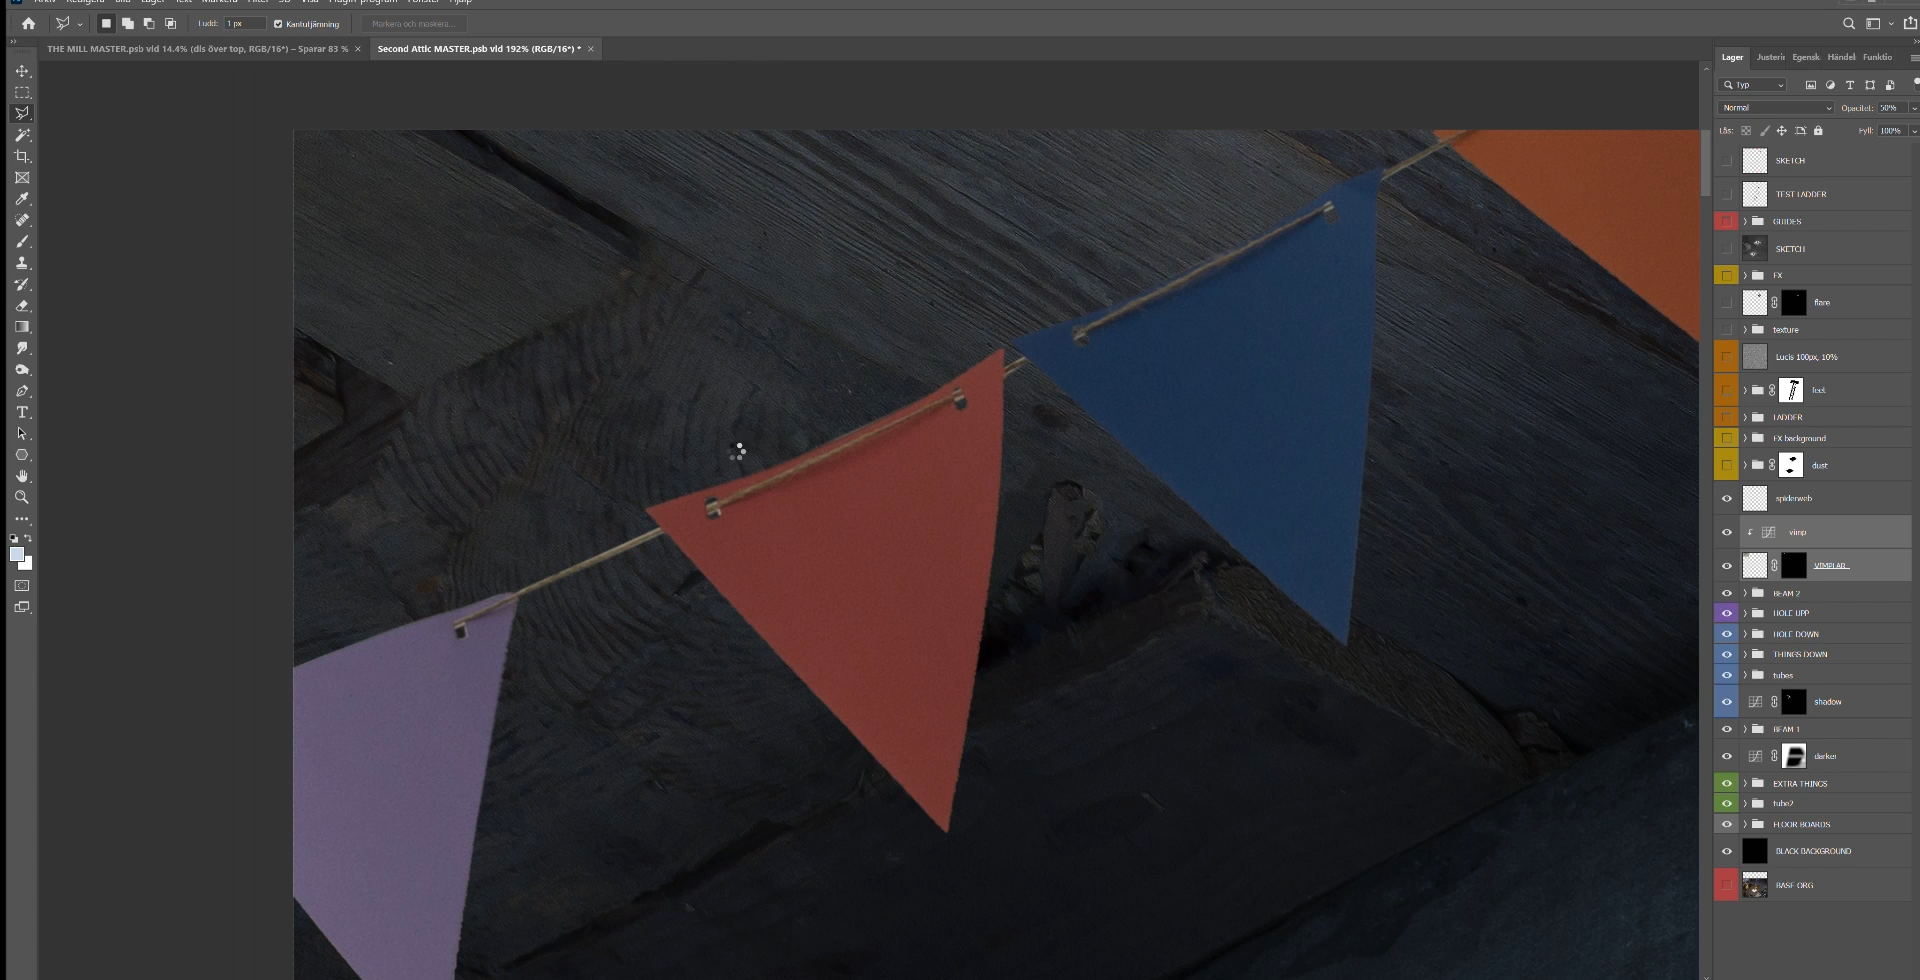 Arkiv Redigera Bild Lager Text Markera Filter 3D Visa Plugin-program Fönster Hjälp
Ludd: 1 px Kantutjämning Markera och maskera...
THE MILL MASTER.psb vid 14.4% (dis över top, RGB/16*) – Sparar 83 % ×
Second Attic MASTER.psb vid 192% (RGB/16*) * ×
Lager Justerin Egensk Händel Funktio
Typ
Normal Opacitet: 50%
Lås: Fyll: 100%
SKETCH
TEST LADDER
GUIDES
SKETCH
FX
flare
texture
Lucis 100px, 10%
feet
LADDER
FX background
dust
spiderweb
vimp
VIMPLAR
BEAM 2
HOLE UPP
HOLE DOWN
THINGS DOWN
tubes
shadow
BEAM 1
darker
EXTRA THINGS
tube2
FLOOR BOARDS
BLACK BACKGROUND
BASE ORG